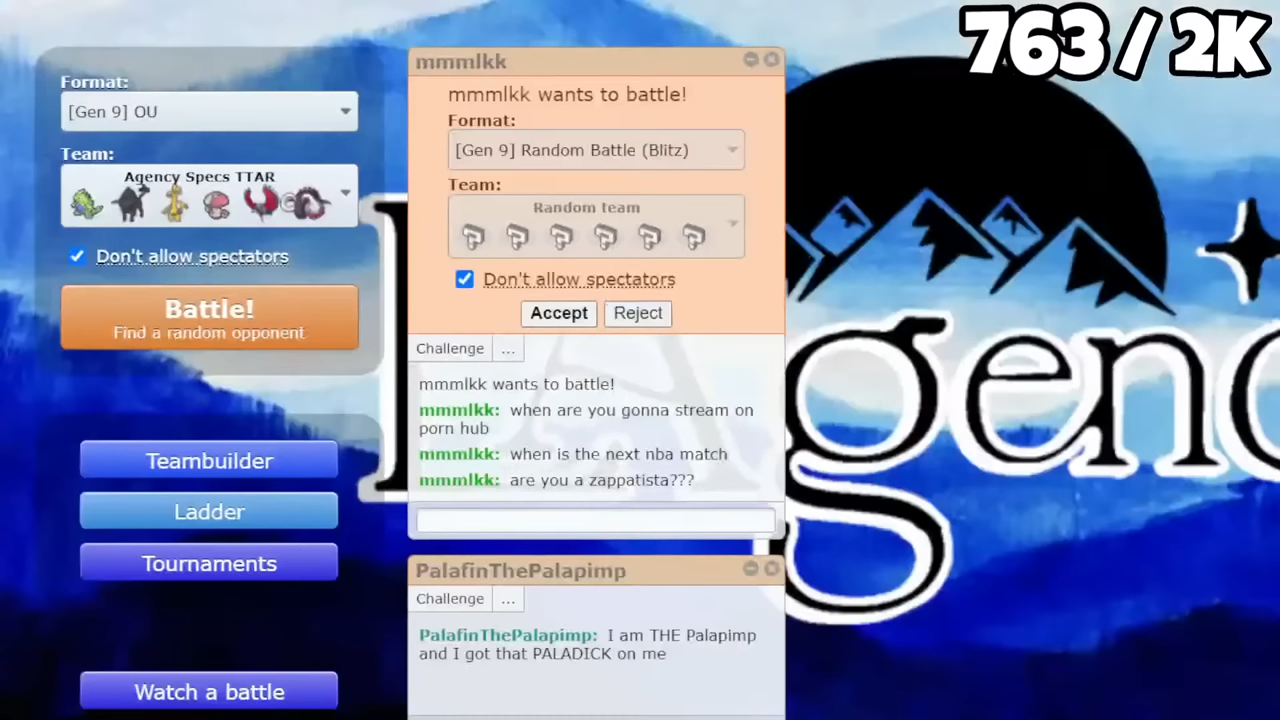 763 / 2K
Format:
[Gen 9] OU
Team:
Agency Specs TTAR
Don't allow spectators
Battle!
Find a random opponent
Teambuilder
Ladder
Tournaments
Watch a battle
mmmlkk
mmmlkk wants to battle!
Format:
[Gen 9] Random Battle (Blitz)
Team:
Random team
Don't allow spectators
Accept
Reject
Challenge
...
mmmlkk wants to battle!
mmmlkk: when are you gonna stream on
porn hub
mmmlkk: when is the next nba match
mmmlkk: are you a zappatista???
PalafinThePalapimp
Challenge
...
PalafinThePalapimp: I am THE Palapimp
and I got that PALADICK on me
genc